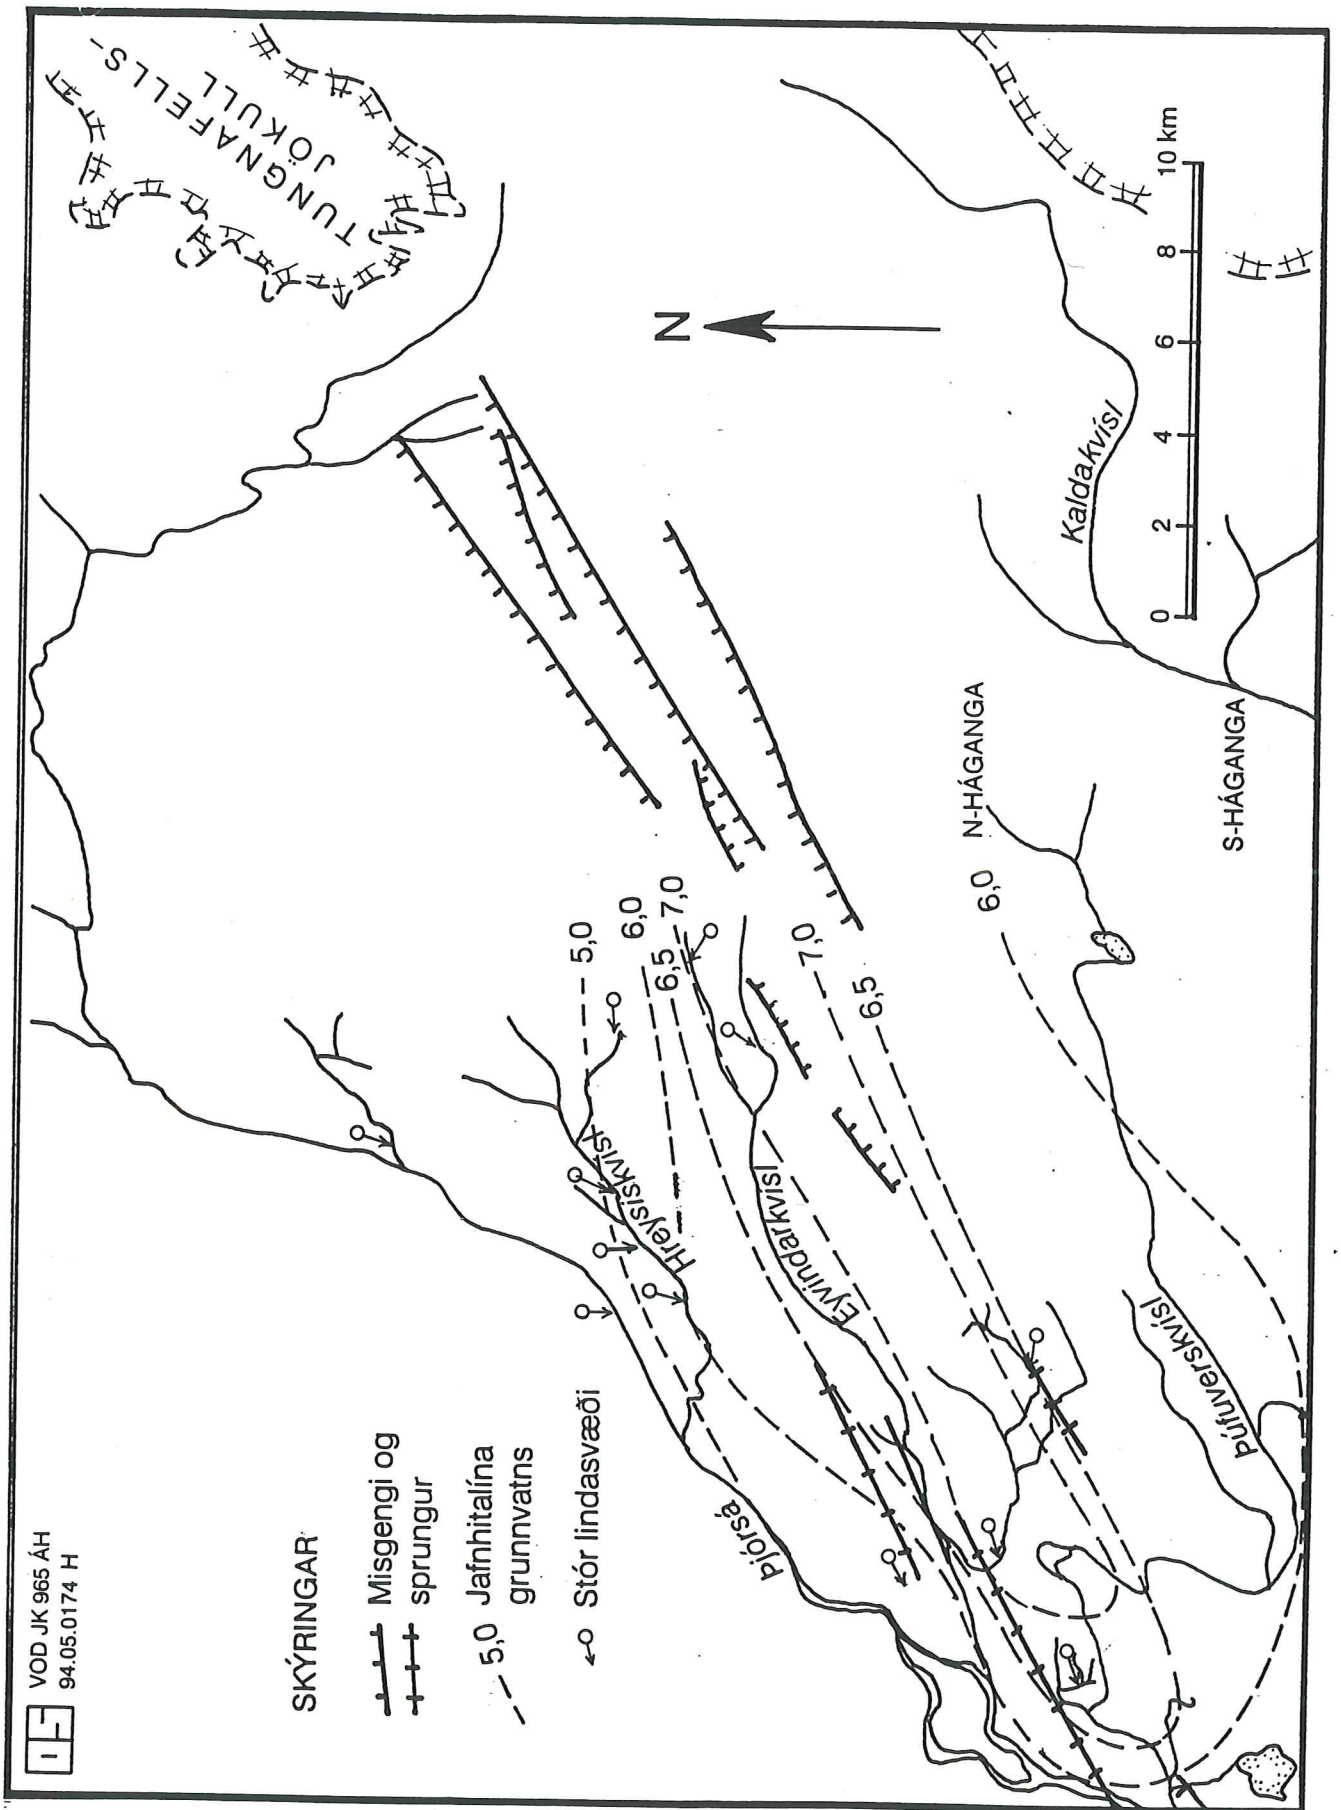 VOD JK 965 ÁH
94.05.0174 H
SKÝRINGAR
Misgengi og
sprungur
5,0 Jafnhitalína
grunnvatns
Stór lindasvæði
TUNGNAFELLS-
JÖKULL
N
5,0
6,0
6,5
7,0
7,0
6,5
6,0
Hreysiskvísl
Eyvindarkvísl
Þjórsá
Þúfuverskvísl
N-HÁGANGA
S-HÁGANGA
Kaldakvísl
0 2 4 6 8 10 km